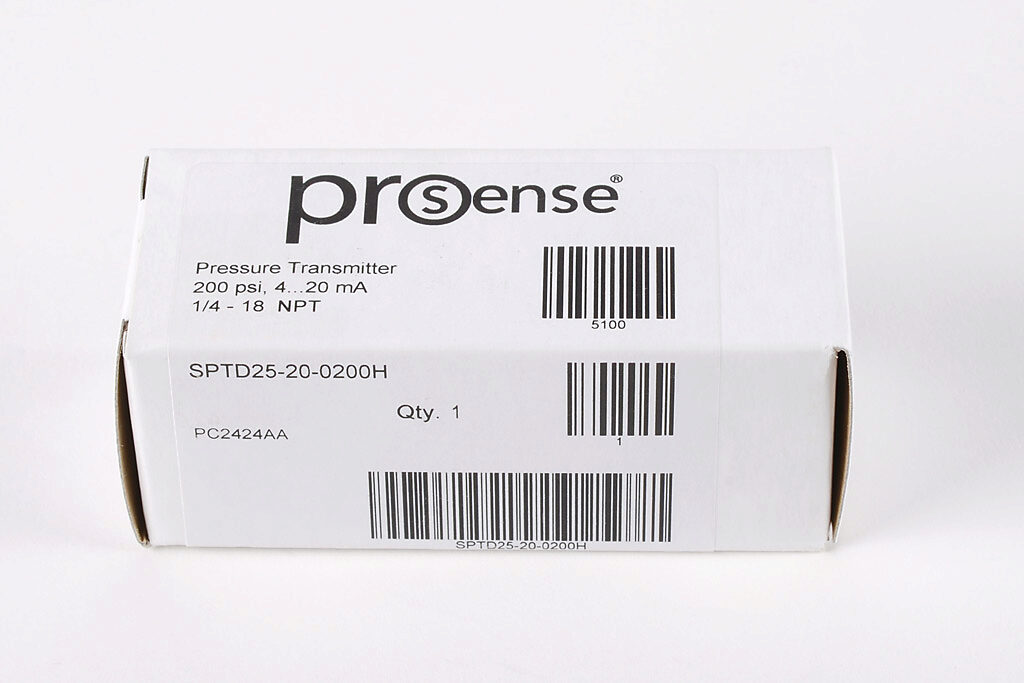 prosense®
Pressure Transmitter
200 psi, 4...20 mA
1/4 - 18 NPT
5100
SPTD25-20-0200H
Qty. 1
1
PC2424AA
SPTD25-20-0200H